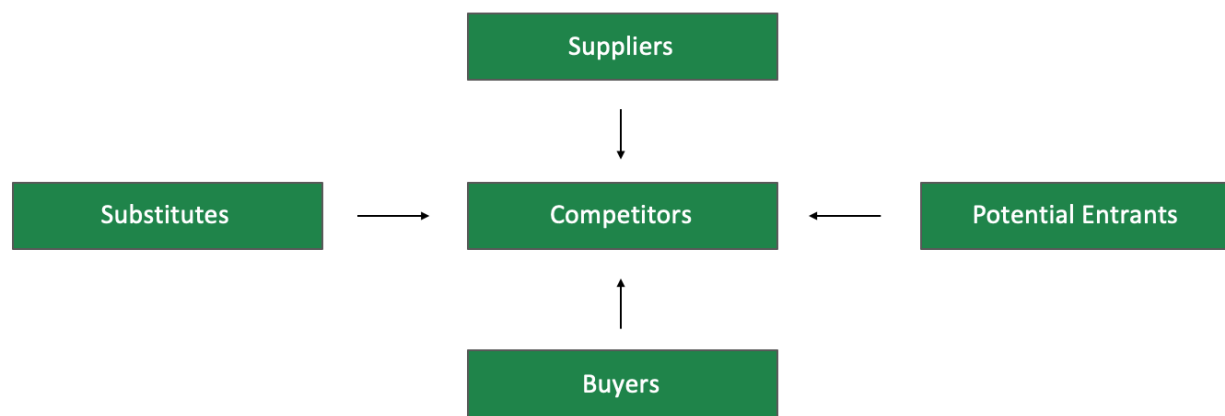 Suppliers
Substitutes
Competitors
Potential Entrants
Buyers